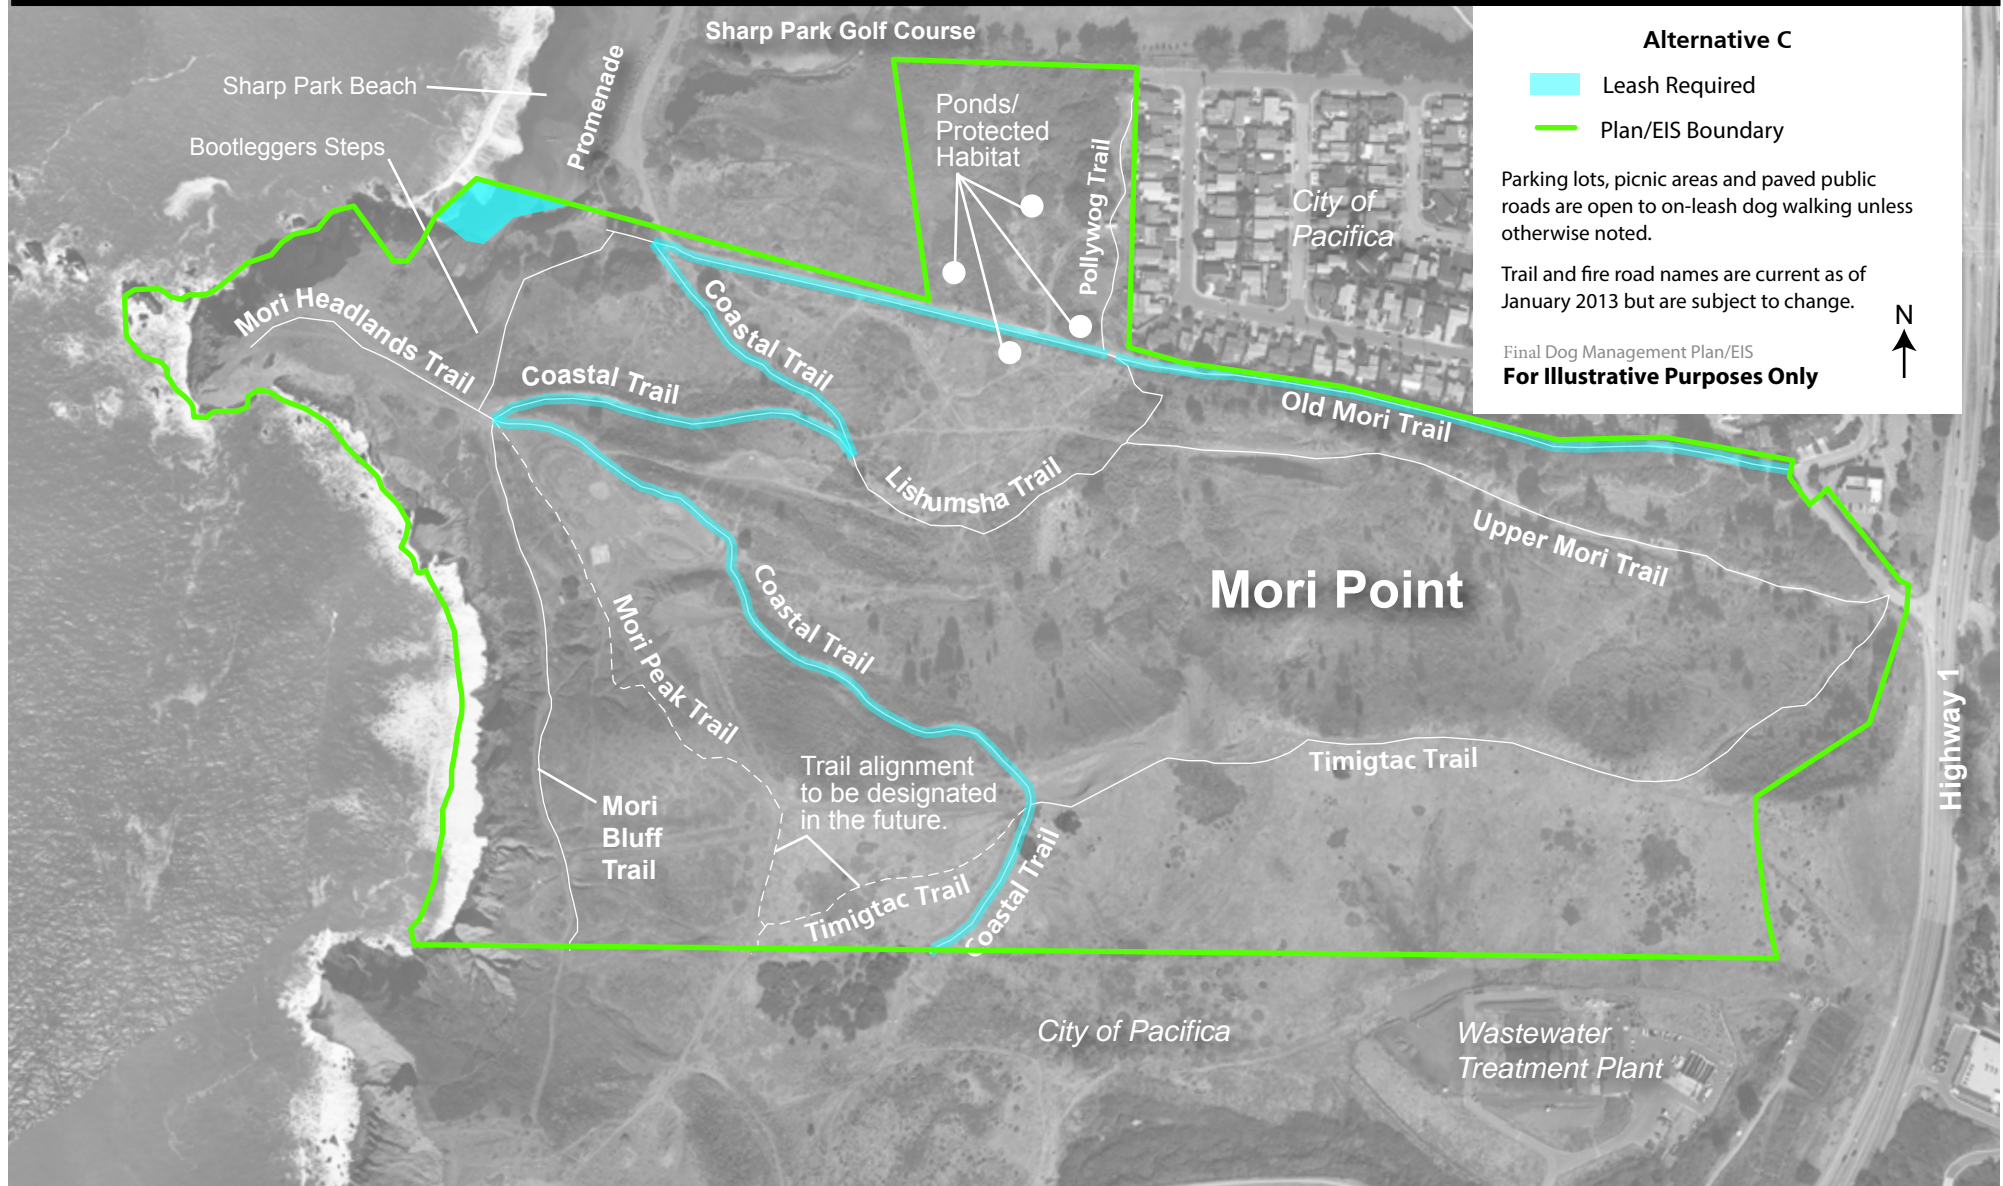 Sharp Park Golf Course
Sharp Park Beach
Bootleggers Steps
Promenade
Ponds/
Protected
Habitat
Pollywog Trail
City of
Pacifica
Alternative C
Leash Required
Plan/EIS Boundary
Parking lots, picnic areas and paved public
roads are open to on-leash dog walking unless
otherwise noted.
Trail and fire road names are current as of
January 2013 but are subject to change.
N
Final Dog Management Plan/EIS
For Illustrative Purposes Only
Mori Headlands Trail
Coastal Trail
Coastal Trail
Old Mori Trail
Lishumsha Trail
Upper Mori Trail
Mori Point
Coastal Trail
Mori Peak Trail
Highway 1
Trail alignment
to be designated
in the future.
Timigtac Trail
Mori
Bluff
Trail
Timigtac Trail
Coastal Trail
City of Pacifica
Wastewater
Treatment Plant